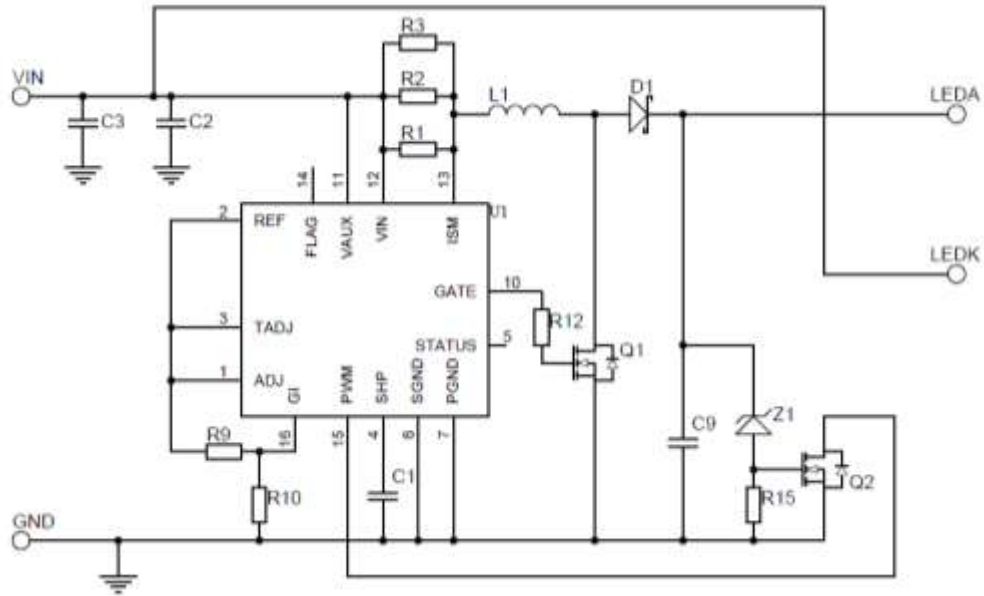 R3
VIN
R2
L1
D1
LEDA
C3
C2
R1
14
11
12
13
2
REF
FLAG
VAUX
VIN
ISM
U1
LEDK
GATE
10
R12
3
TADJ
STATUS
5
Q1
1
ADJ
GI
PWM
SHP
SGND
PGND
R9
16
15
4
6
7
C9
Z1
C1
R10
R15
Q2
GND